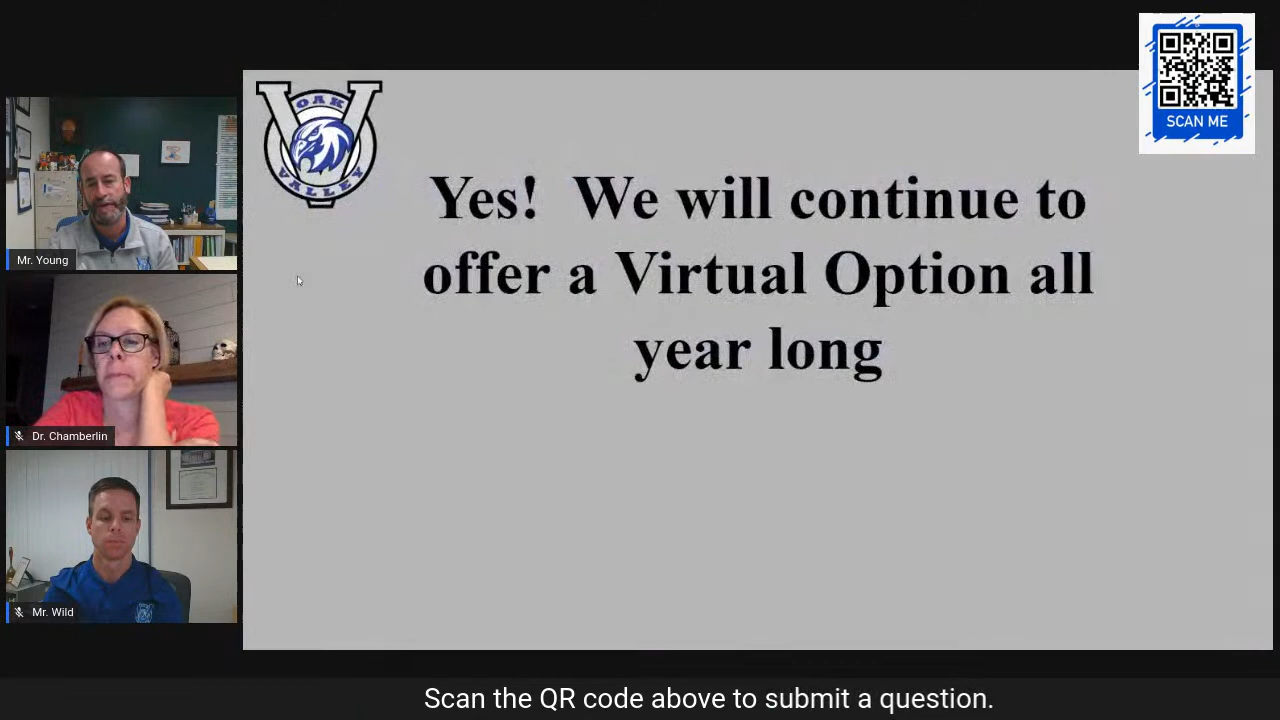 SCAN ME
OAK
VALLEY
Yes!  We will continue to
offer a Virtual Option all
year long
Mr. Young
Dr. Chamberlin
Mr. Wild
Scan the QR code above to submit a question.